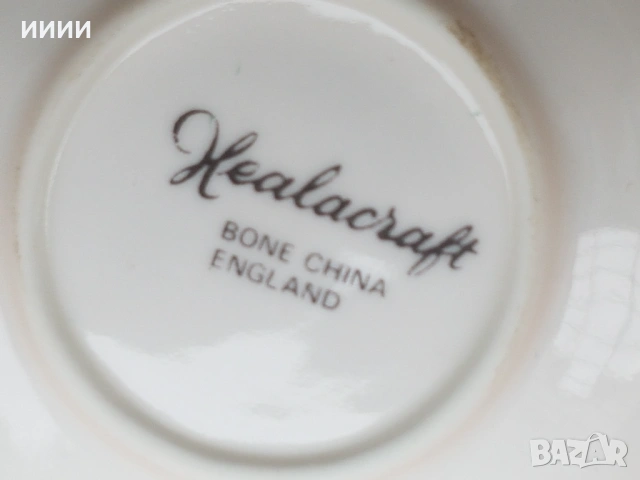 ииии
Healacraft
BONE CHINA
ENGLAND
BAZAR